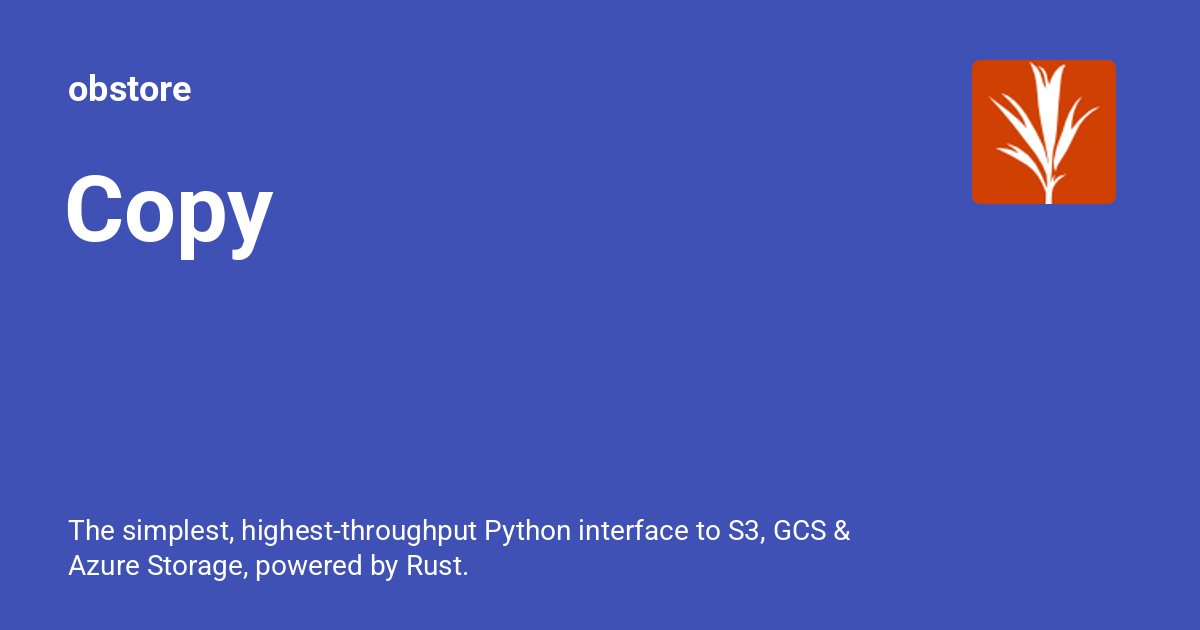 obstore
Copy
The simplest, highest-throughput Python interface to S3, GCS &
Azure Storage, powered by Rust.